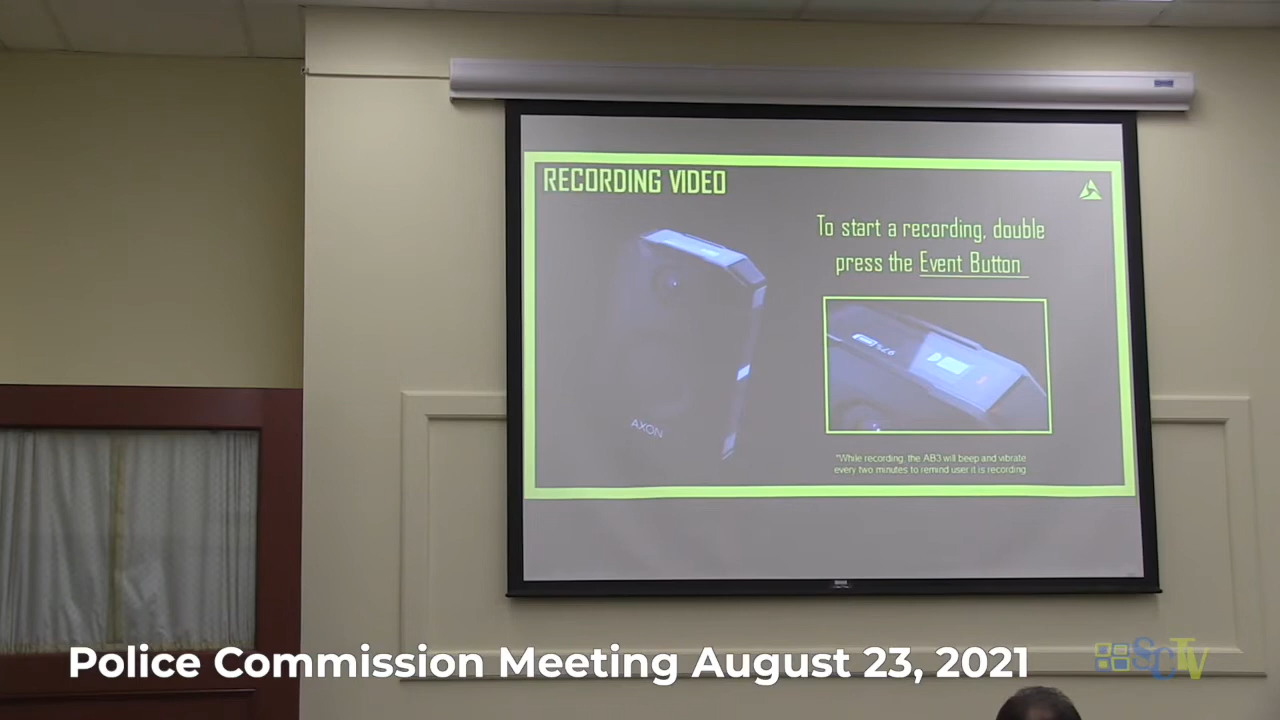 RECORDING VIDEO
To start a recording, double
press the Event Button
AXON
"While recording, the AB3 will beep and vibrate
every two minutes to remind user it is recording
Police Commission Meeting August 23, 2021
SCTV